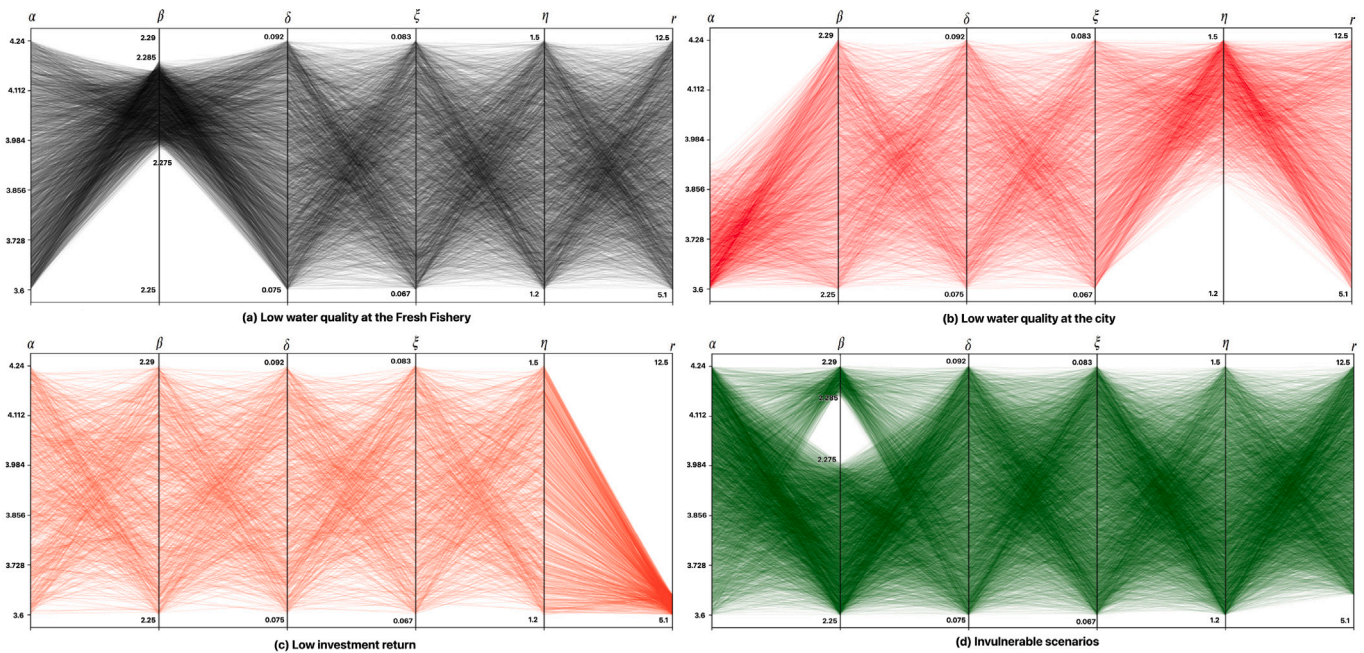 α β δ ξ η r
4.24 2.29 0.092 0.083 1.5 12.5
2.285
4.112
3.984
2.275
3.856
3.728
3.6 2.25 0.075 0.067 1.2 5.1
(a) Low water quality at the Fresh Fishery
α β δ ξ η r
4.24 2.29 0.092 0.083 1.5 12.5
4.112
3.984
3.856
3.728
3.6 2.25 0.075 0.067 1.2 5.1
(b) Low water quality at the city
α β δ ξ η r
4.24 2.29 0.092 0.083 1.5 12.5
4.112
3.984
3.856
3.728
3.6 2.25 0.075 0.067 1.2 5.1
(c) Low investment return
α β δ ξ η r
4.24 2.29 0.092 0.083 1.5 12.5
2.285
4.112
2.275
3.984
3.856
3.728
3.6 2.25 0.075 0.067 1.2 5.1
(d) Invulnerable scenarios